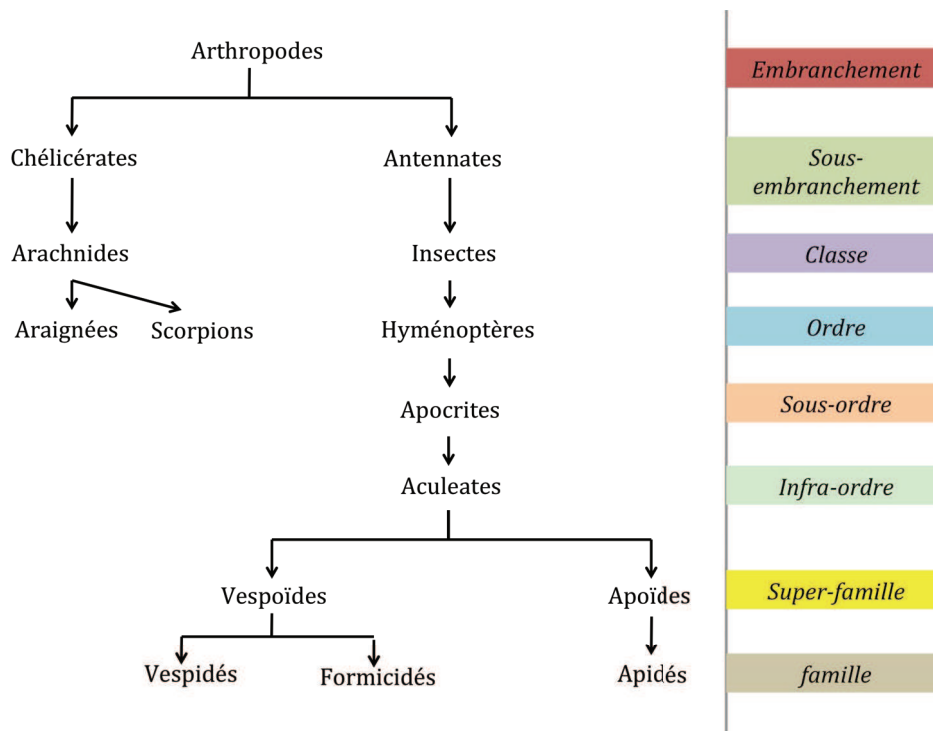 Arthropodes
Embranchement
Chélicérates
Antennates
Sous-
embranchement
Arachnides
Insectes
Classe
Araignées
Scorpions
Hyménoptères
Ordre
Apocrites
Sous-ordre
Aculeates
Infra-ordre
Vespoïdes
Apoïdes
Super-famille
Vespidés
Formicidés
Apidés
famille